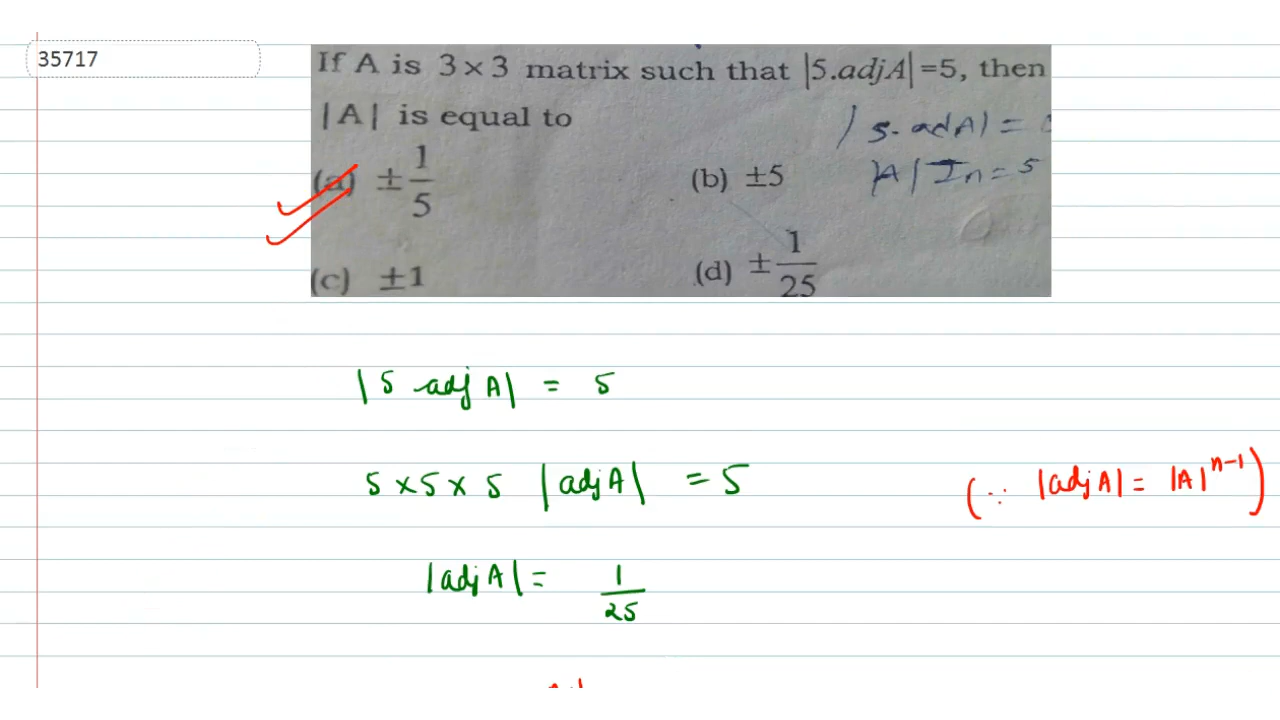 35717
If A is 3×3 matrix such that |5.adjA|=5, then
|A| is equal to
| 5. adA| =
(a) ±1/5
(b) ±5
|A| In = 5
(c) ±1
(d) ±1/25
|5 adj A| = 5
5×5×5 |adj A| = 5
(∵ |adj A| = |A|^(n-1))
|adj A| = 1/25